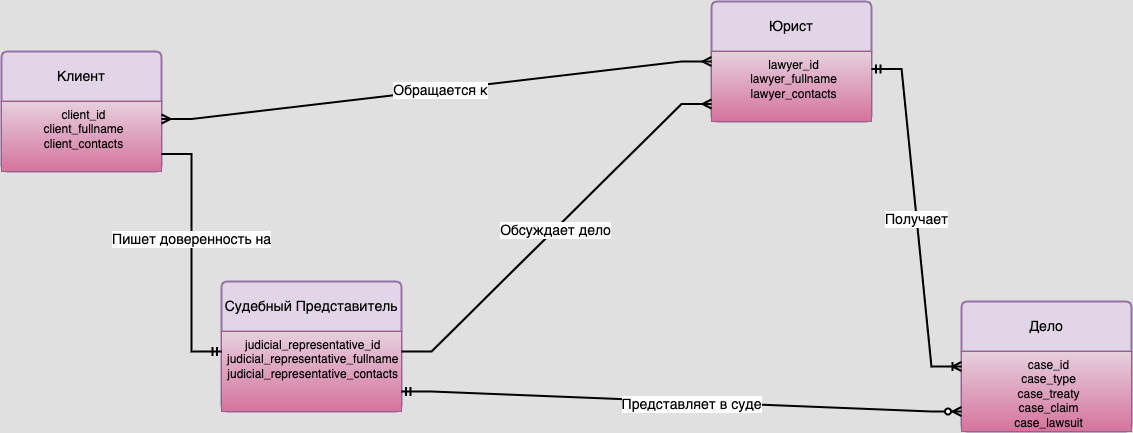 Юрист
lawyer_id
lawyer_fullname
lawyer_contacts
Клиент
client_id
client_fullname
client_contacts
Обращается к
Пишет доверенность на
Обсуждает дело
Получает
Судебный Представитель
judicial_representative_id
judicial_representative_fullname
judicial_representative_contacts
Представляет в суде
Дело
case_id
case_type
case_treaty
case_claim
case_lawsuit